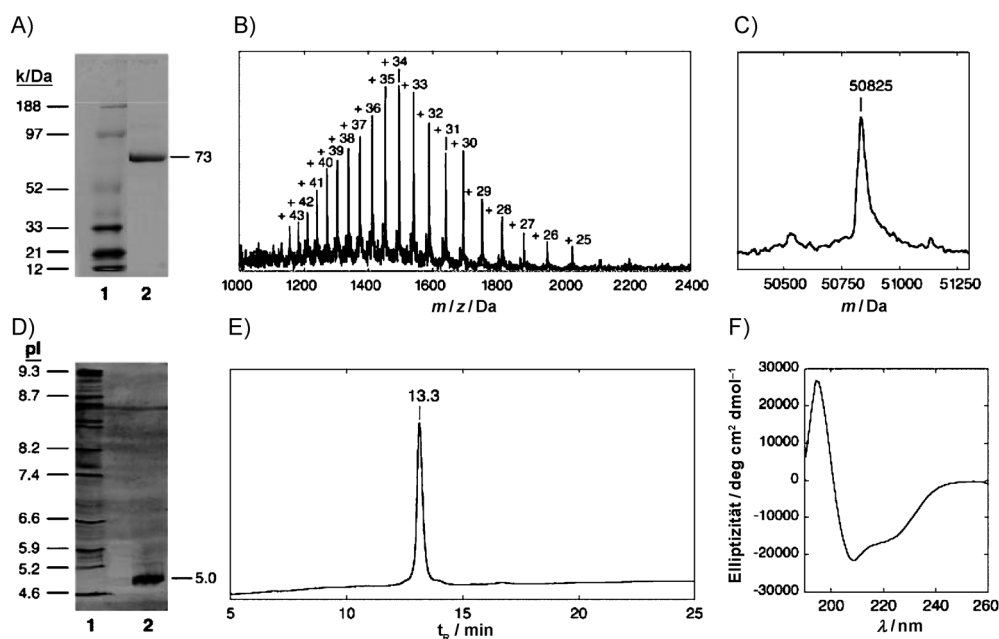 A)
k/Da
188
97
52
33
21
12
73
1 2
B)
+ 34
+ 35
+ 33
+ 36
+ 32
+ 37
+ 31
+ 38
+ 30
+ 39
+ 40
+ 41
+ 29
+ 42
+ 28
+ 43
+ 27
+ 26
+ 25
1000 1200 1400 1600 1800 2000 2200 2400
m / z / Da
C)
50825
50500 50750 51000 51250
m / Da
D)
pI
9.3
8.7
8.2
7.4
6.6
5.9
5.2
4.6
5.0
1 2
E)
13.3
5 10 15 20 25
tR / min
F)
30000
20000
10000
0
-10000
-20000
-30000
Elliptizität / deg cm² dmol⁻¹
200 220 240 260
λ / nm